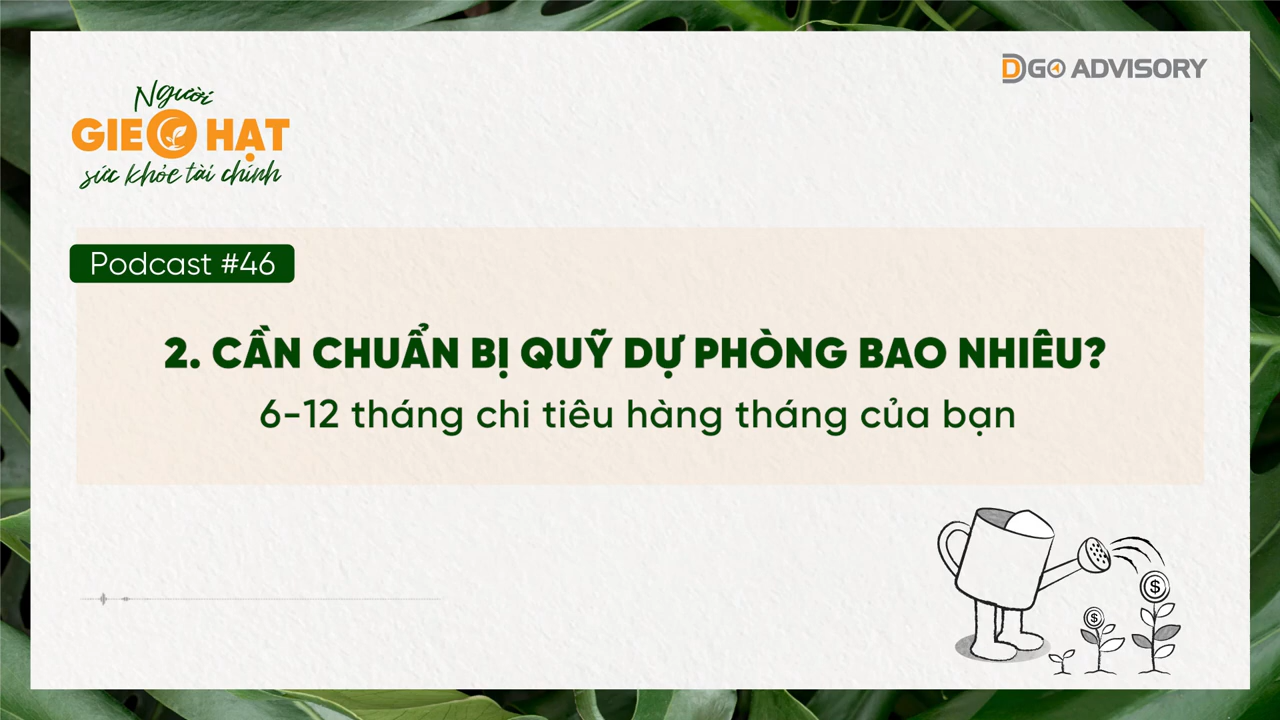 Người
GIEO HẠT
sức khỏe tài chính
DGO ADVISORY
Podcast #46
2. CẦN CHUẨN BỊ QUỸ DỰ PHÒNG BAO NHIÊU?
6-12 tháng chi tiêu hàng tháng của bạn
$
$